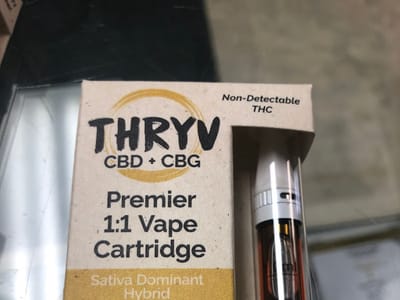 Non-Detectable
THC
THRYV
CBD + CBG
Premier
1:1 Vape
Cartridge
Sativa Dominant
Hybrid